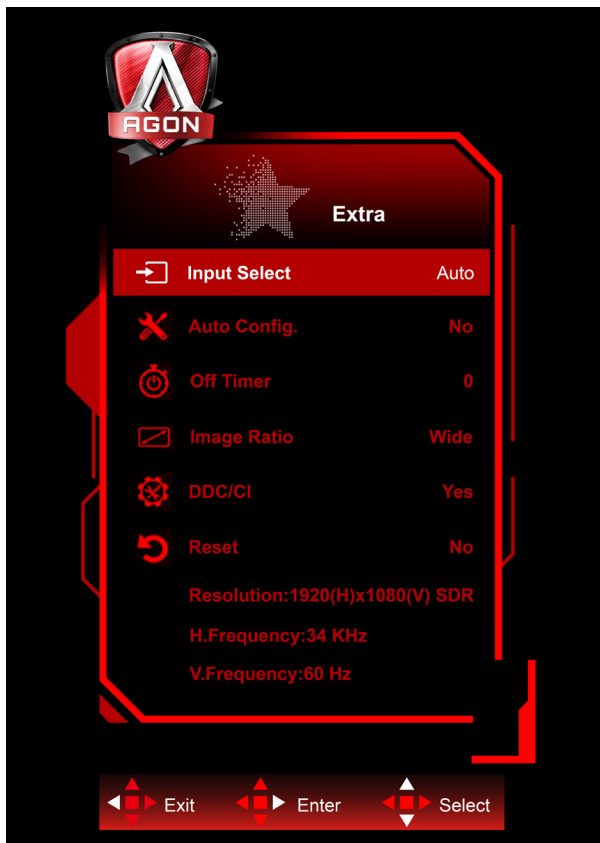 AGON
Extra
Input Select Auto
Auto Config. No
Off Timer 0
Image Ratio Wide
DDC/CI Yes
Reset No
Resolution:1920(H)x1080(V) SDR
H.Frequency:34 KHz
V.Frequency:60 Hz
Exit Enter Select